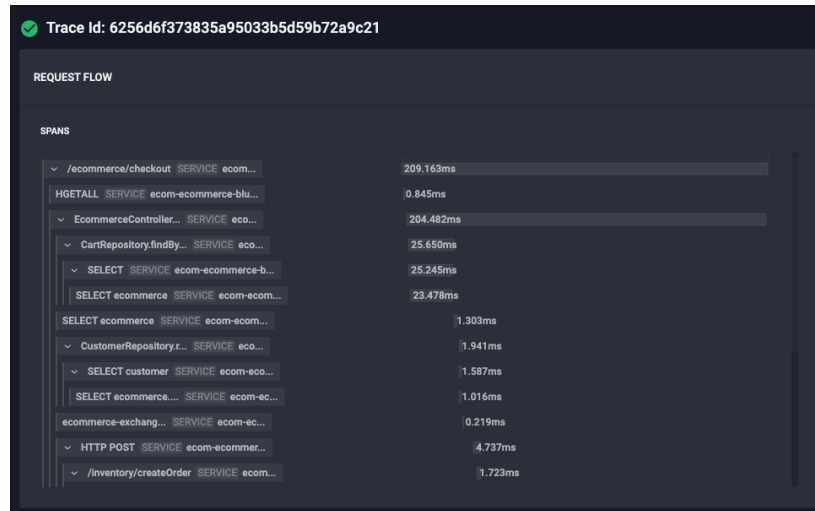 Trace Id: 6256d6f373835a95033b5d59b72a9c21
REQUEST FLOW
SPANS
/ecommerce/checkout SERVICE ecom... 209.163ms
HGETALL SERVICE ecom-ecommerce-blu... 0.845ms
EcommerceController... SERVICE eco... 204.482ms
CartRepository.findBy... SERVICE eco... 25.650ms
SELECT SERVICE ecom-ecommerce-b... 25.245ms
SELECT ecommerce SERVICE ecom-ecom... 23.478ms
SELECT ecommerce SERVICE ecom-ecom... 1.303ms
CustomerRepository.r... SERVICE eco... 1.941ms
SELECT customer SERVICE ecom-eco... 1.587ms
SELECT ecommerce.... SERVICE ecom-ec... 1.016ms
ecommerce-exchang... SERVICE ecom-ec... 0.219ms
HTTP POST SERVICE ecom-ecommer... 4.737ms
/inventory/createOrder SERVICE ecom... 1.723ms